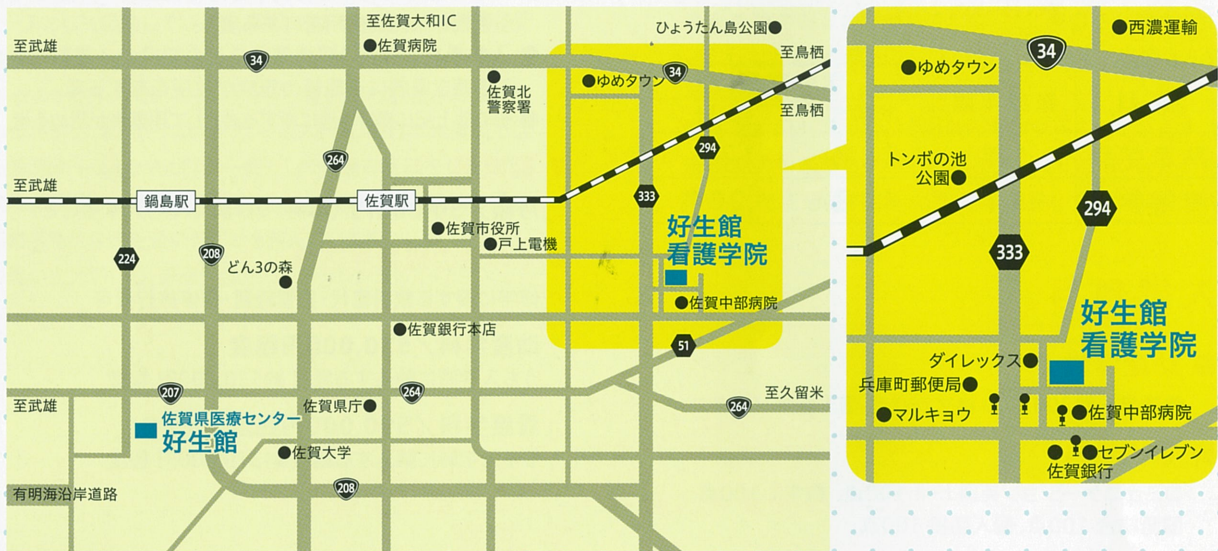 至佐賀大和IC
ひょうたん島公園
至武雄
佐賀病院
至鳥栖
34
34
ゆめタウン
佐賀北
警察署
至鳥栖
264
294
至武雄
鍋島駅
佐賀駅
333
佐賀市役所
好生館
看護学院
戸上電機
224
208
どん3の森
佐賀中部病院
佐賀銀行本店
51
207
264
至久留米
至武雄
佐賀県庁
264
佐賀県医療センター
好生館
佐賀大学
208
有明海沿岸道路
西濃運輸
34
ゆめタウン
トンボの池
公園
294
333
好生館
看護学院
ダイレックス
兵庫町郵便局
マルキョウ
佐賀中部病院
セブンイレブン
佐賀銀行